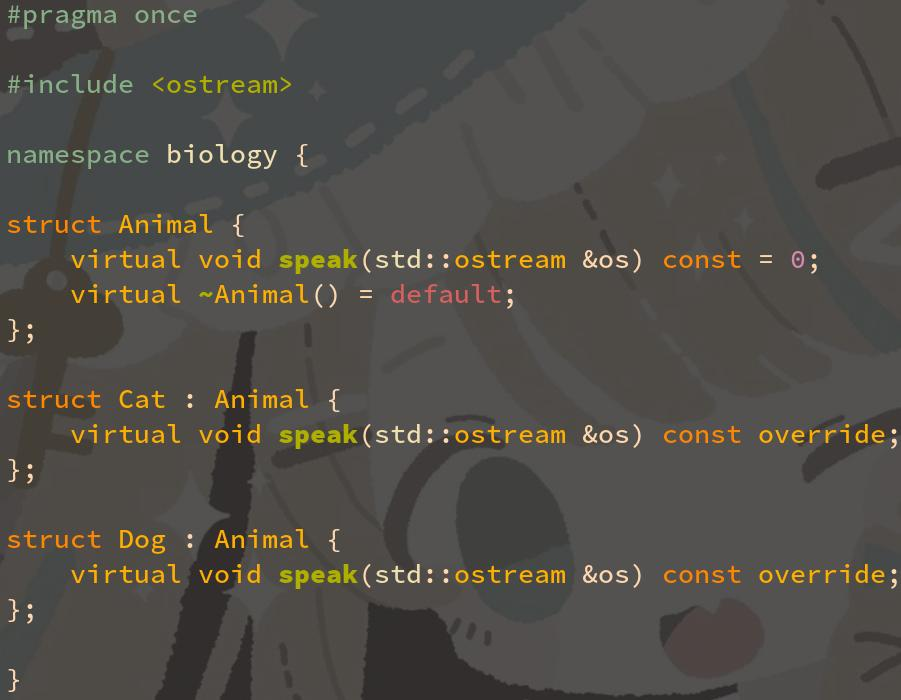 #pragma once
#include <ostream>
namespace biology {
struct Animal {
    virtual void speak(std::ostream &os) const = 0;
    virtual ~Animal() = default;
};
struct Cat : Animal {
    virtual void speak(std::ostream &os) const override;
};
struct Dog : Animal {
    virtual void speak(std::ostream &os) const override;
};
}